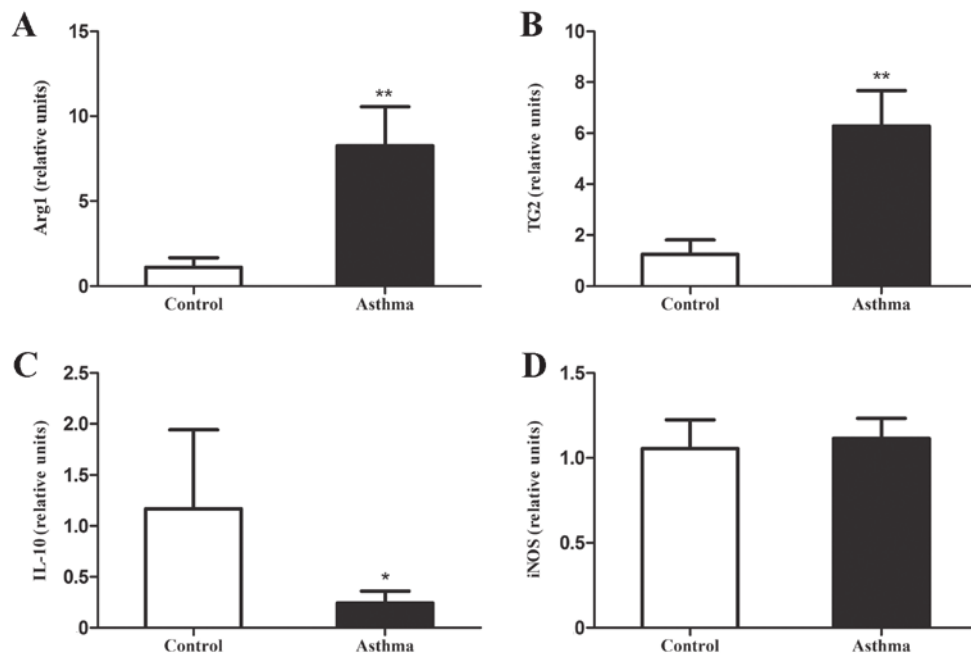 A
Arg1 (relative units)
15
10
5
0
**
Control
Asthma
B
TG2 (relative units)
10
8
6
4
2
0
**
Control
Asthma
C
IL-10 (relative units)
2.5
2.0
1.5
1.0
0.5
0
*
Control
Asthma
D
iNOS (relative units)
1.5
1.0
0.5
0
Control
Asthma